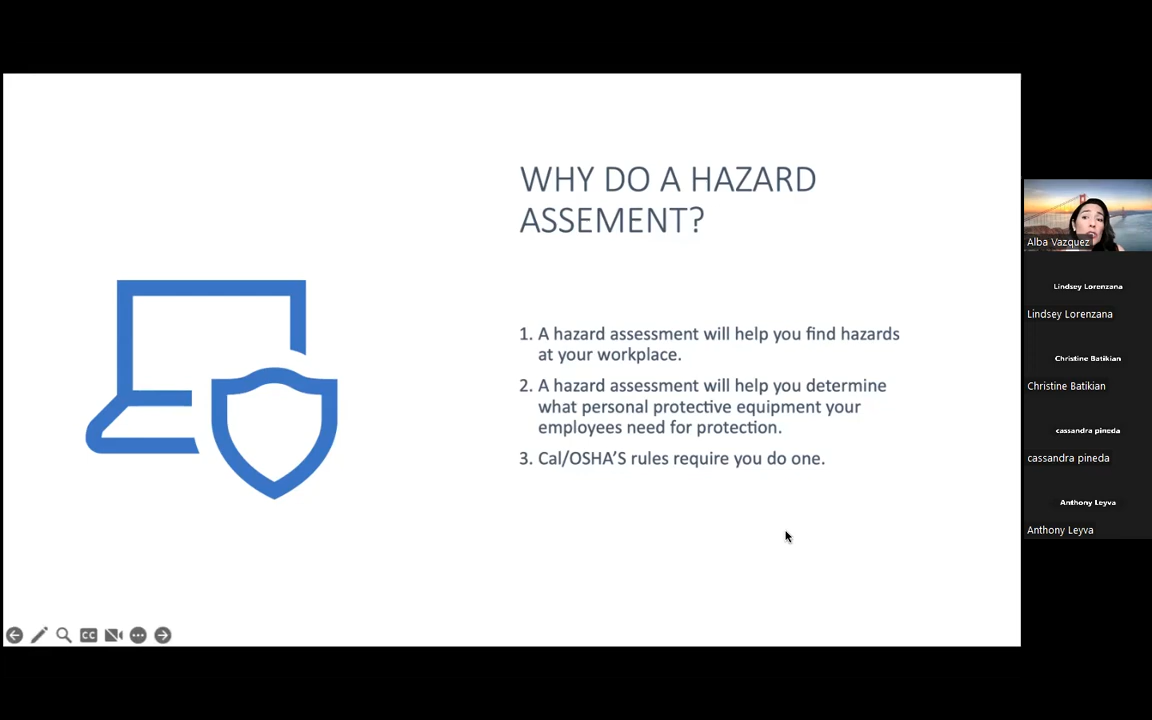 WHY DO A HAZARD
ASSEMENT?
1. A hazard assessment will help you find hazards
at your workplace.
2. A hazard assessment will help you determine
what personal protective equipment your
employees need for protection.
3. Cal/OSHA'S rules require you do one.
CC
Alba Vazquez
Lindsey Lorenzana
Lindsey Lorenzana
Christine Batikian
Christine Batikian
cassandra pineda
cassandra pineda
Anthony Leyva
Anthony Leyva